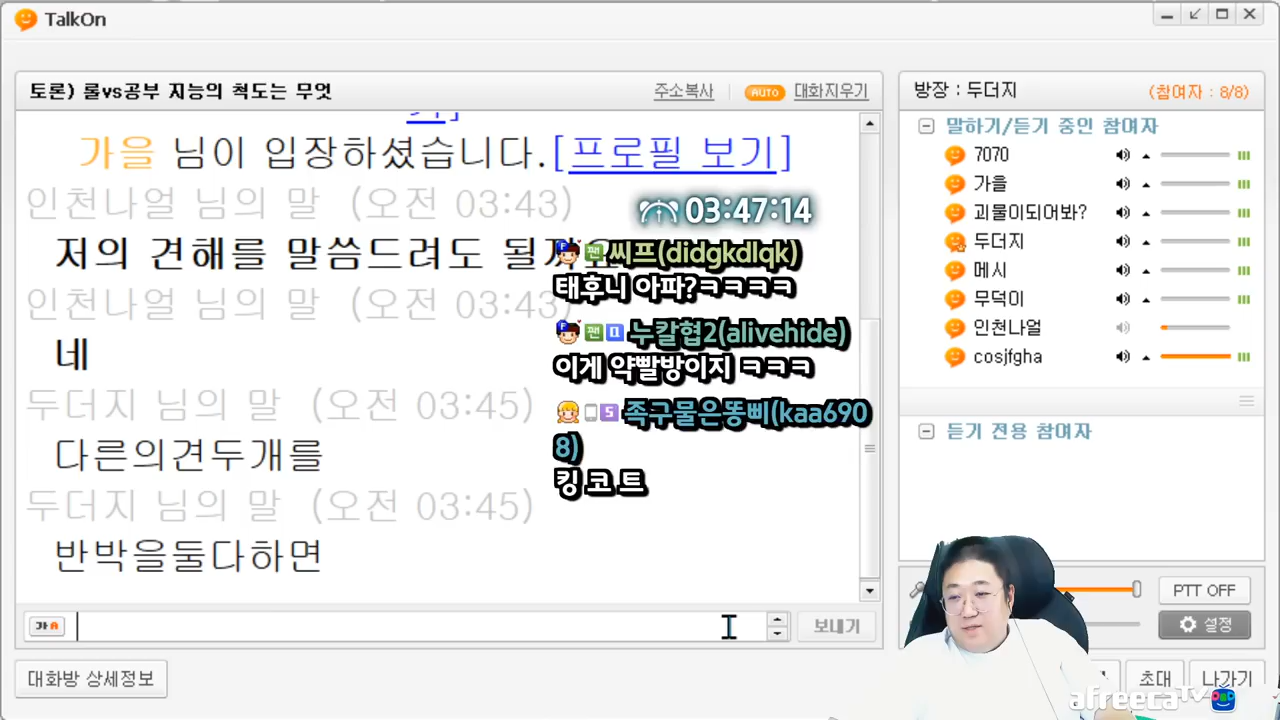 TalkOn
토론) 롤vs공부 지능의 척도는 무엇
주소복사
AUTO 대화지우기
가을 님이 입장하셨습니다.[프로필 보기]
인천나얼 님의 말 (오전 03:43)
저의 견해를 말씀드려도 될까요
인천나얼 님의 말 (오전 03:43)
네
두더지 님의 말 (오전 03:45)
다른의견두개를
두더지 님의 말 (오전 03:45)
반박을둘다하면
03:47:14
팬 씨프(didgkdlqk)
태후니 아파?ㅋㅋㅋㅋ
팬 누칼협2(alivehide)
이게 약빨방이지 ㅋㅋㅋ
S 족구물은똥삐(kaa690
8)
킹 코 트
가A
보내기
대화방 상세정보
방장 : 두더지
(참여자 : 8/8)
말하기/듣기 중인 참여자
7070
가을
괴물이되어봐?
두더지
메시
무덕이
인천나얼
cosjfgha
듣기 전용 참여자
PTT OFF
설정
초대
나가기
afreecaTV